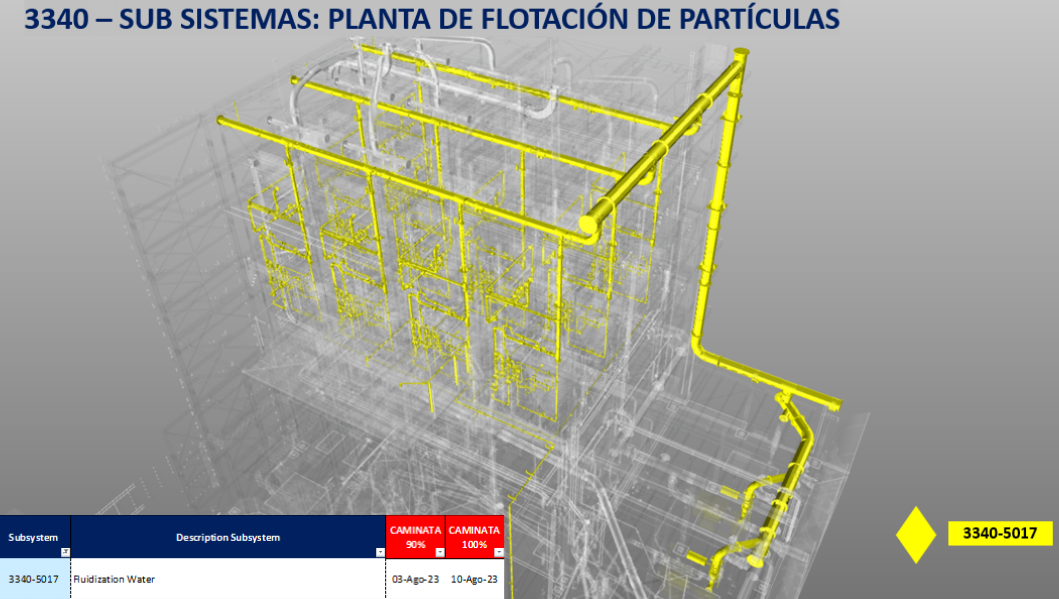 3340 – SUB SISTEMAS: PLANTA DE FLOTACIÓN DE PARTÍCULAS
3340-5017
Subsystem Description Subsystem CAMINATA 90% CAMINATA 100%
3340-5017 Fluidization Water 03-Ago-23 10-Ago-23